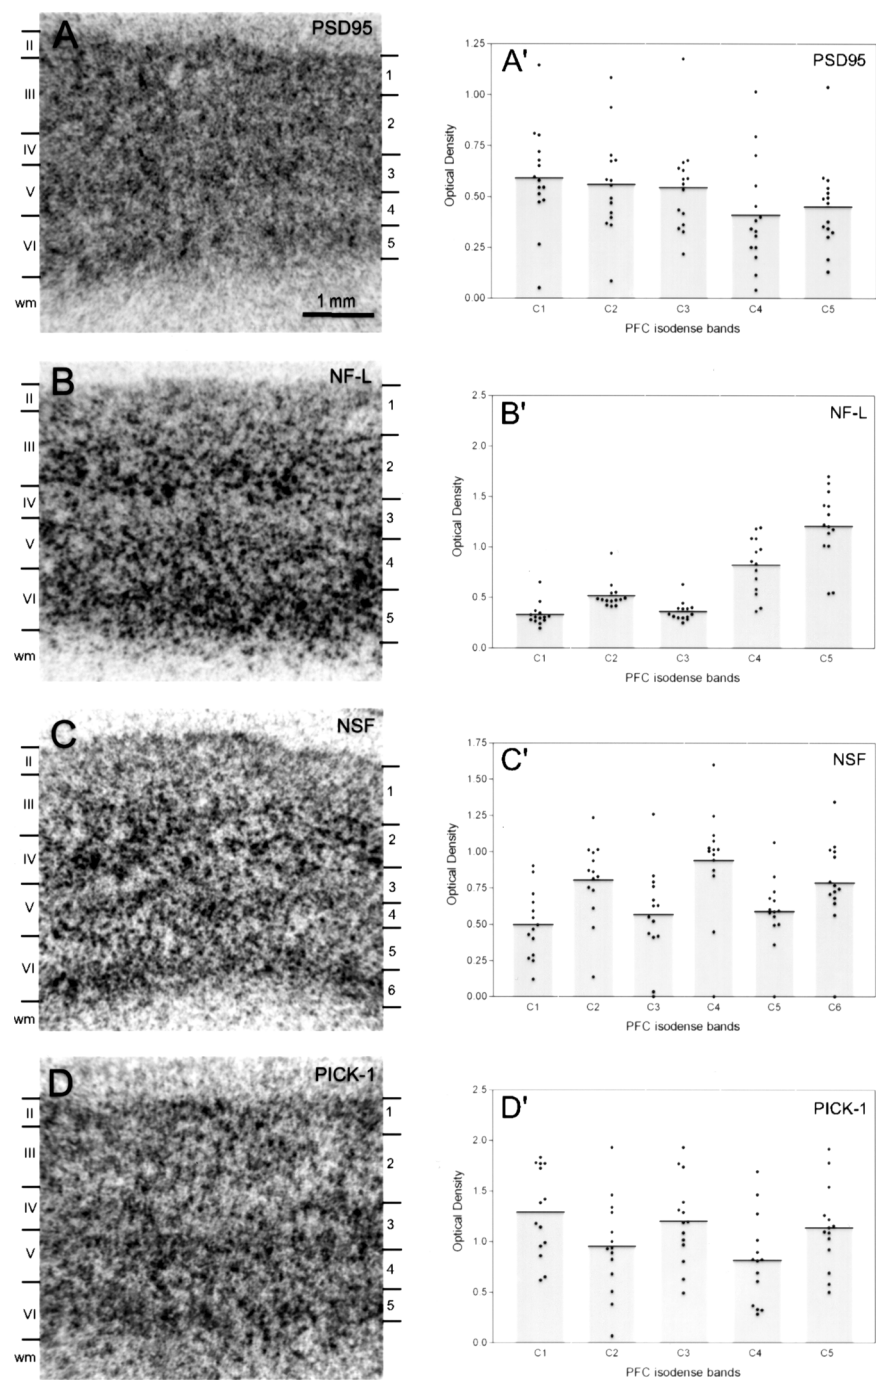 A
PSD95
II
III
IV
V
VI
wm
1
2
3
4
5
1 mm
A'
PSD95
Optical Density
1.25
1.00
0.75
0.50
0.25
0.00
C1 C2 C3 C4 C5
PFC isodense bands
B
NF-L
II
III
IV
V
VI
wm
1
2
3
4
5
B'
NF-L
Optical Density
2.5
2 0
1.5
1.0
0.5
0.0
C1 C2 C3 C4 C5
PFC isodense bands
C
NSF
II
III
IV
V
VI
wm
1
2
3
4
5
6
C'
NSF
Optical Density
1.75
1.50
1.25
1.00
0.75
0.50
0.25
0.00
C1 C2 C3 C4 C5 C6
PFC isodense bands
D
PICK-1
II
III
IV
V
VI
wm
1
2
3
4
5
D'
PICK-1
Optical Density
2.5
2 0
1.5
1.0
0.5
0.0
C1 C2 C3 C4 C5
PFC isodense bands